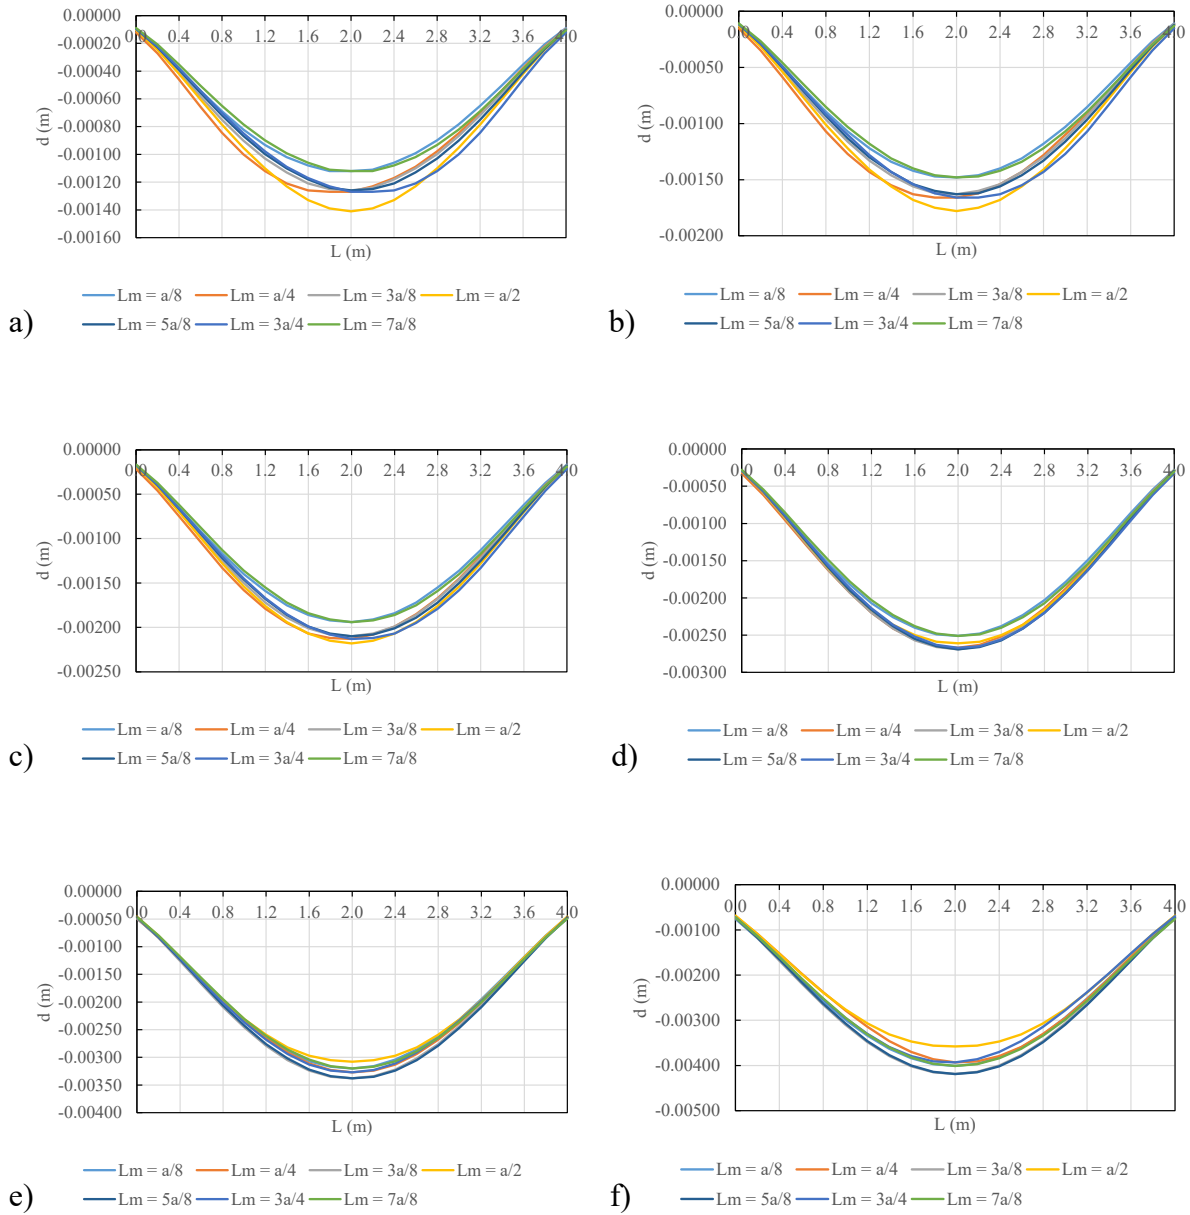 0.00000
-0.00020
-0.00040
-0.00060
-0.00080
-0.00100
-0.00120
-0.00140
-0.00160
0.0 0.4 0.8 1.2 1.6 2.0 2.4 2.8 3.2 3.6 4.0
d (m)
L (m)
Lm = a/8 Lm = a/4 Lm = 3a/8 Lm = a/2
Lm = 5a/8 Lm = 3a/4 Lm = 7a/8
a)
0.00000
-0.00050
-0.00100
-0.00150
-0.00200
0.0 0.4 0.8 1.2 1.6 2.0 2.4 2.8 3.2 3.6 4.0
d (m)
L (m)
Lm = a/8 Lm = a/4 Lm = 3a/8 Lm = a/2
Lm = 5a/8 Lm = 3a/4 Lm = 7a/8
b)
0.00000
-0.00050
-0.00100
-0.00150
-0.00200
-0.00250
0.0 0.4 0.8 1.2 1.6 2.0 2.4 2.8 3.2 3.6 4.0
d (m)
L (m)
Lm = a/8 Lm = a/4 Lm = 3a/8 Lm = a/2
Lm = 5a/8 Lm = 3a/4 Lm = 7a/8
c)
0.00000
-0.00050
-0.00100
-0.00150
-0.00200
-0.00250
-0.00300
0.0 0.4 0.8 1.2 1.6 2.0 2.4 2.8 3.2 3.6 4.0
d (m)
L (m)
Lm = a/8 Lm = a/4 Lm = 3a/8 Lm = a/2
Lm = 5a/8 Lm = 3a/4 Lm = 7a/8
d)
0.00000
-0.00050
-0.00100
-0.00150
-0.00200
-0.00250
-0.00300
-0.00350
-0.00400
0.0 0.4 0.8 1.2 1.6 2.0 2.4 2.8 3.2 3.6 4.0
d (m)
L (m)
Lm = a/8 Lm = a/4 Lm = 3a/8 Lm = a/2
Lm = 5a/8 Lm = 3a/4 Lm = 7a/8
e)
0.00000
-0.00100
-0.00200
-0.00300
-0.00400
-0.00500
0.0 0.4 0.8 1.2 1.6 2.0 2.4 2.8 3.2 3.6 4.0
d (m)
L (m)
Lm = a/8 Lm = a/4 Lm = 3a/8 Lm = a/2
Lm = 5a/8 Lm = 3a/4 Lm = 7a/8
f)